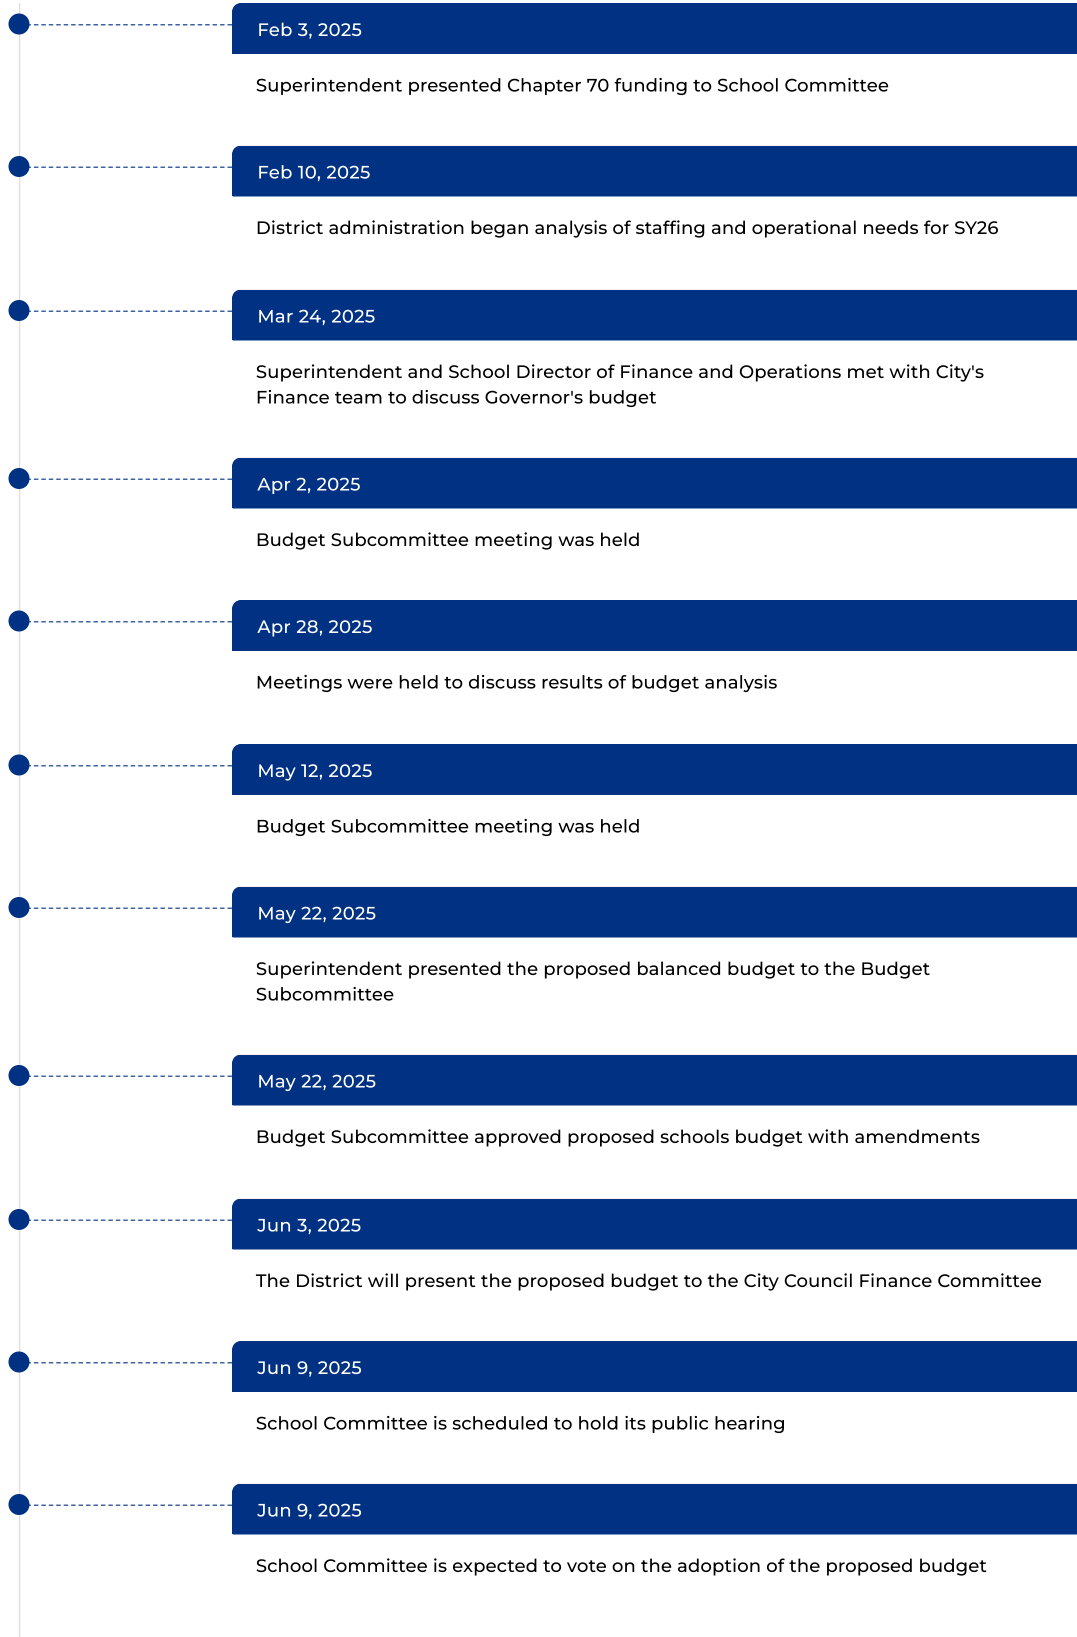 Feb 3, 2025
Superintendent presented Chapter 70 funding to School Committee
Feb 10, 2025
District administration began analysis of staffing and operational needs for SY26
Mar 24, 2025
Superintendent and School Director of Finance and Operations met with City's
Finance team to discuss Governor's budget
Apr 2, 2025
Budget Subcommittee meeting was held
Apr 28, 2025
Meetings were held to discuss results of budget analysis
May 12, 2025
Budget Subcommittee meeting was held
May 22, 2025
Superintendent presented the proposed balanced budget to the Budget
Subcommittee
May 22, 2025
Budget Subcommittee approved proposed schools budget with amendments
Jun 3, 2025
The District will present the proposed budget to the City Council Finance Committee
Jun 9, 2025
School Committee is scheduled to hold its public hearing
Jun 9, 2025
School Committee is expected to vote on the adoption of the proposed budget